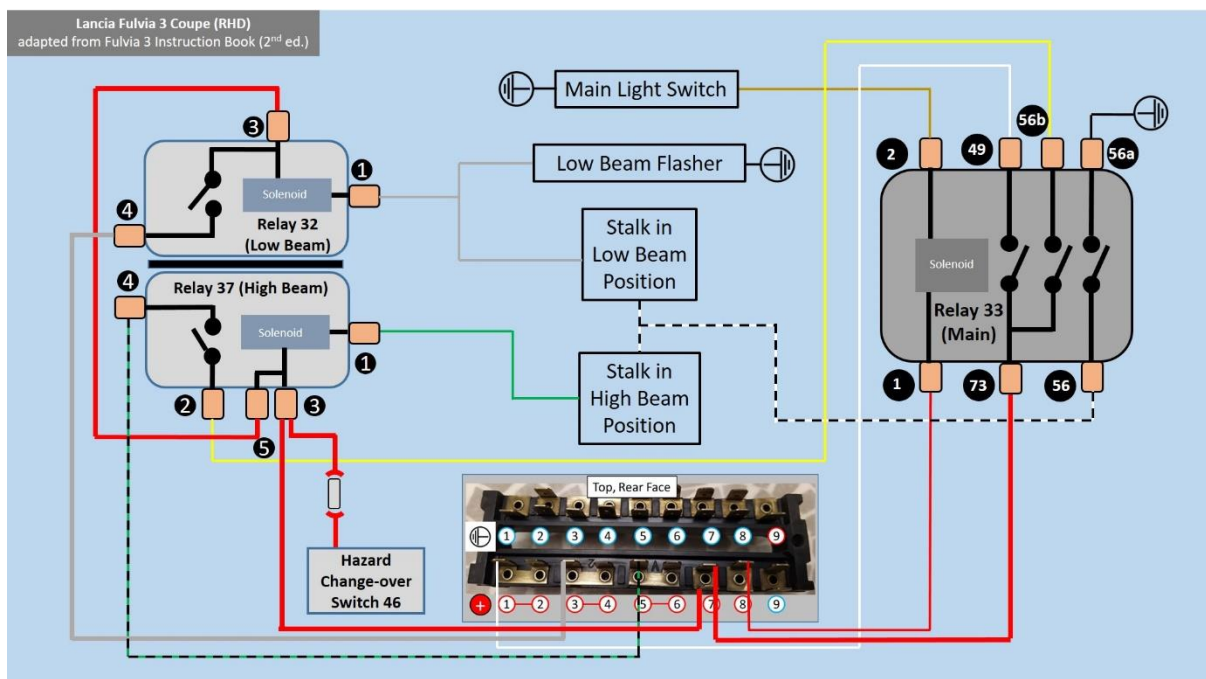 Lancia Fulvia 3 Coupe (RHD)
adapted from Fulvia 3 Instruction Book (2nd ed.)
Main Light Switch
Low Beam Flasher
Stalk in
Low Beam
Position
Stalk in
High Beam
Position
3
1
4
Solenoid
Relay 32
(Low Beam)
4
Relay 37 (High Beam)
Solenoid
1
2
3
5
Hazard
Change-over
Switch 46
2
49
56b
56a
Solenoid
Relay 33
(Main)
1
73
56
Top, Rear Face
1 2 3 4 5 6 7 8 9
+ 1 2 3 4 5 6 7 8 9